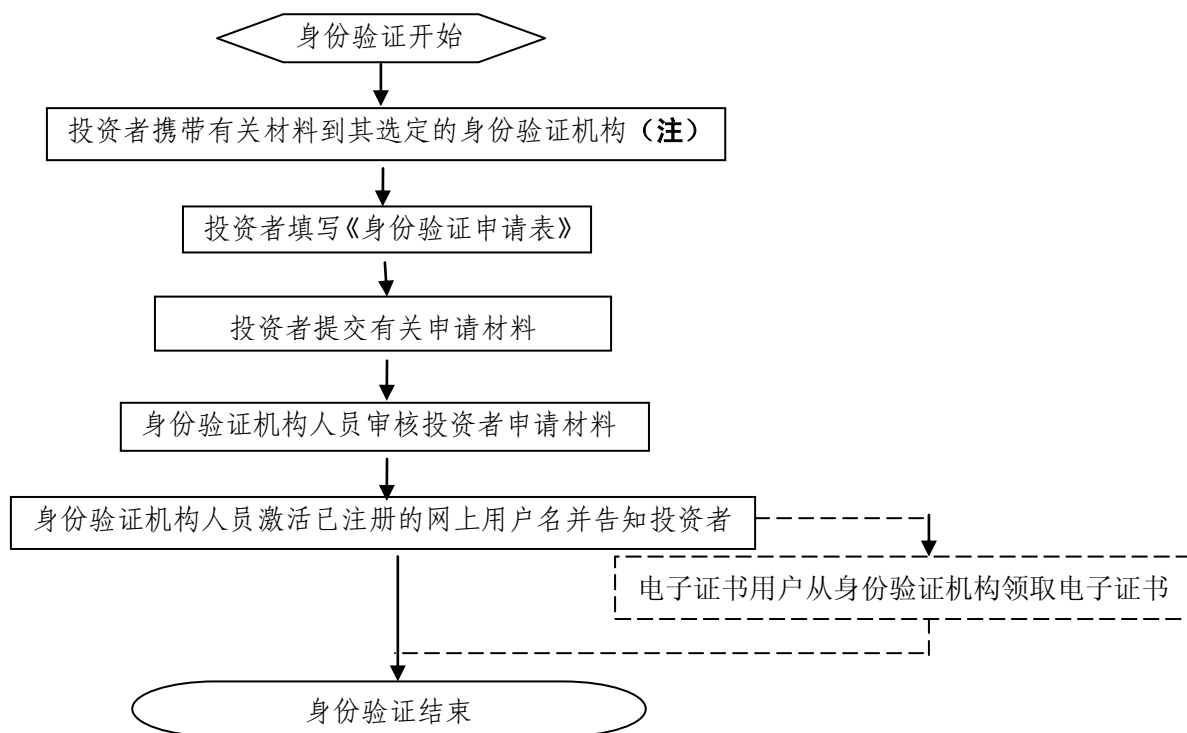 身份验证开始
投资者携带有关材料到其选定的身份验证机构（注）
投资者填写《身份验证申请表》
投资者提交有关申请材料
身份验证机构人员审核投资者申请材料
身份验证机构人员激活已注册的网上用户名并告知投资者
电子证书用户从身份验证机构领取电子证书
身份验证结束